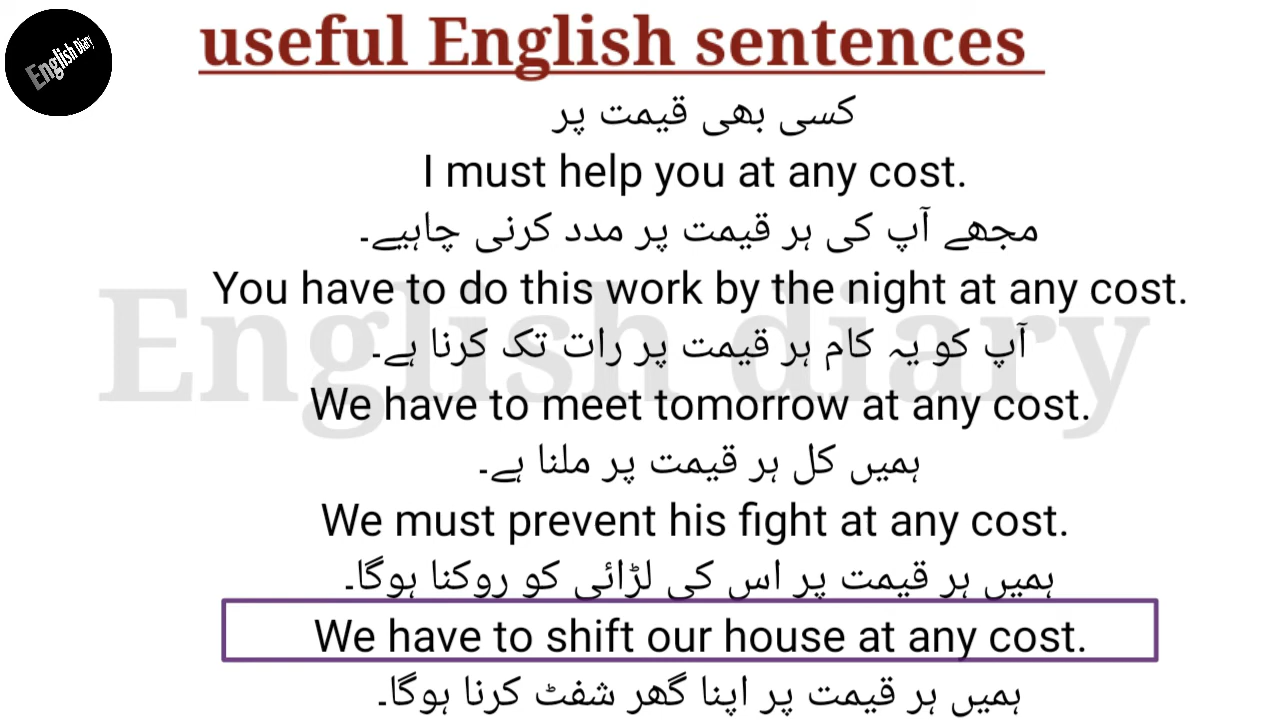 English Diary
useful English sentences
کسی بھی قیمت پر
I must help you at any cost.
مجھے آپ کی ہر قیمت پر مدد کرنی چاہیے۔
You have to do this work by the night at any cost.
آپ کو یہ کام ہر قیمت پر رات تک کرنا ہے۔
We have to meet tomorrow at any cost.
ہمیں کل ہر قیمت پر ملنا ہے۔
We must prevent his fight at any cost.
ہمیں ہر قیمت پر اس کی لڑائی کو روکنا ہوگا۔
We have to shift our house at any cost.
ہمیں ہر قیمت پر اپنا گھر شفٹ کرنا ہوگا۔
English diary